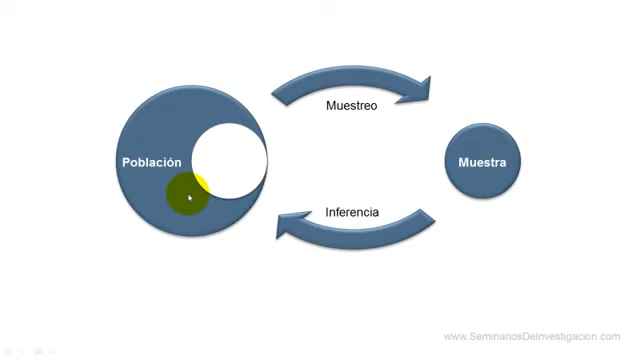 Muestreo
Población
Muestra
Inferencia
www.SeminariosDeInvestigacion.com